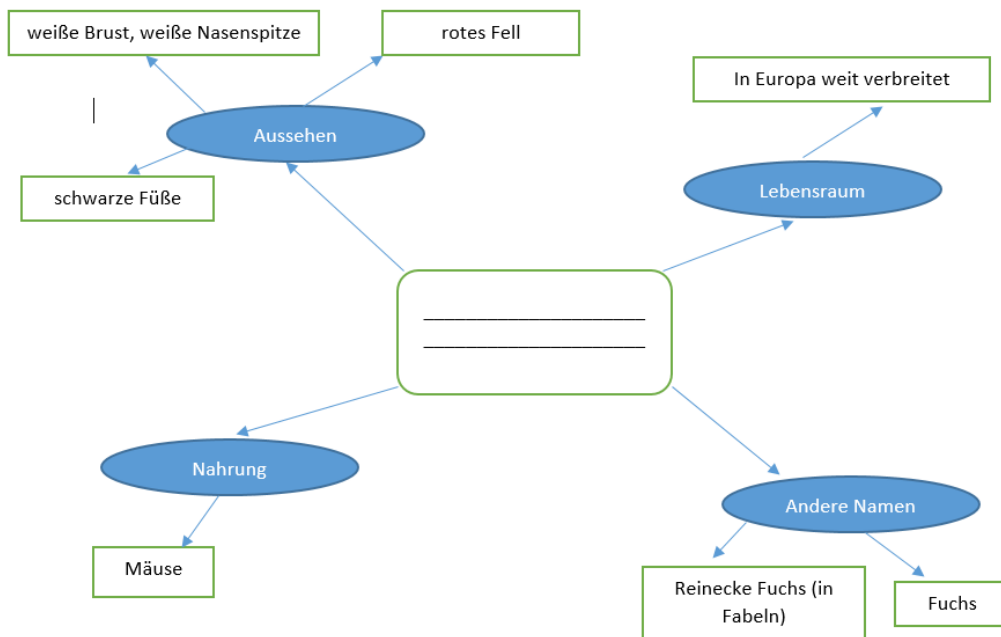 weiße Brust, weiße Nasenspitze
rotes Fell
In Europa weit verbreitet
Aussehen
schwarze Füße
Lebensraum
Nahrung
Andere Namen
Mäuse
Reinecke Fuchs (in
Fabeln)
Fuchs